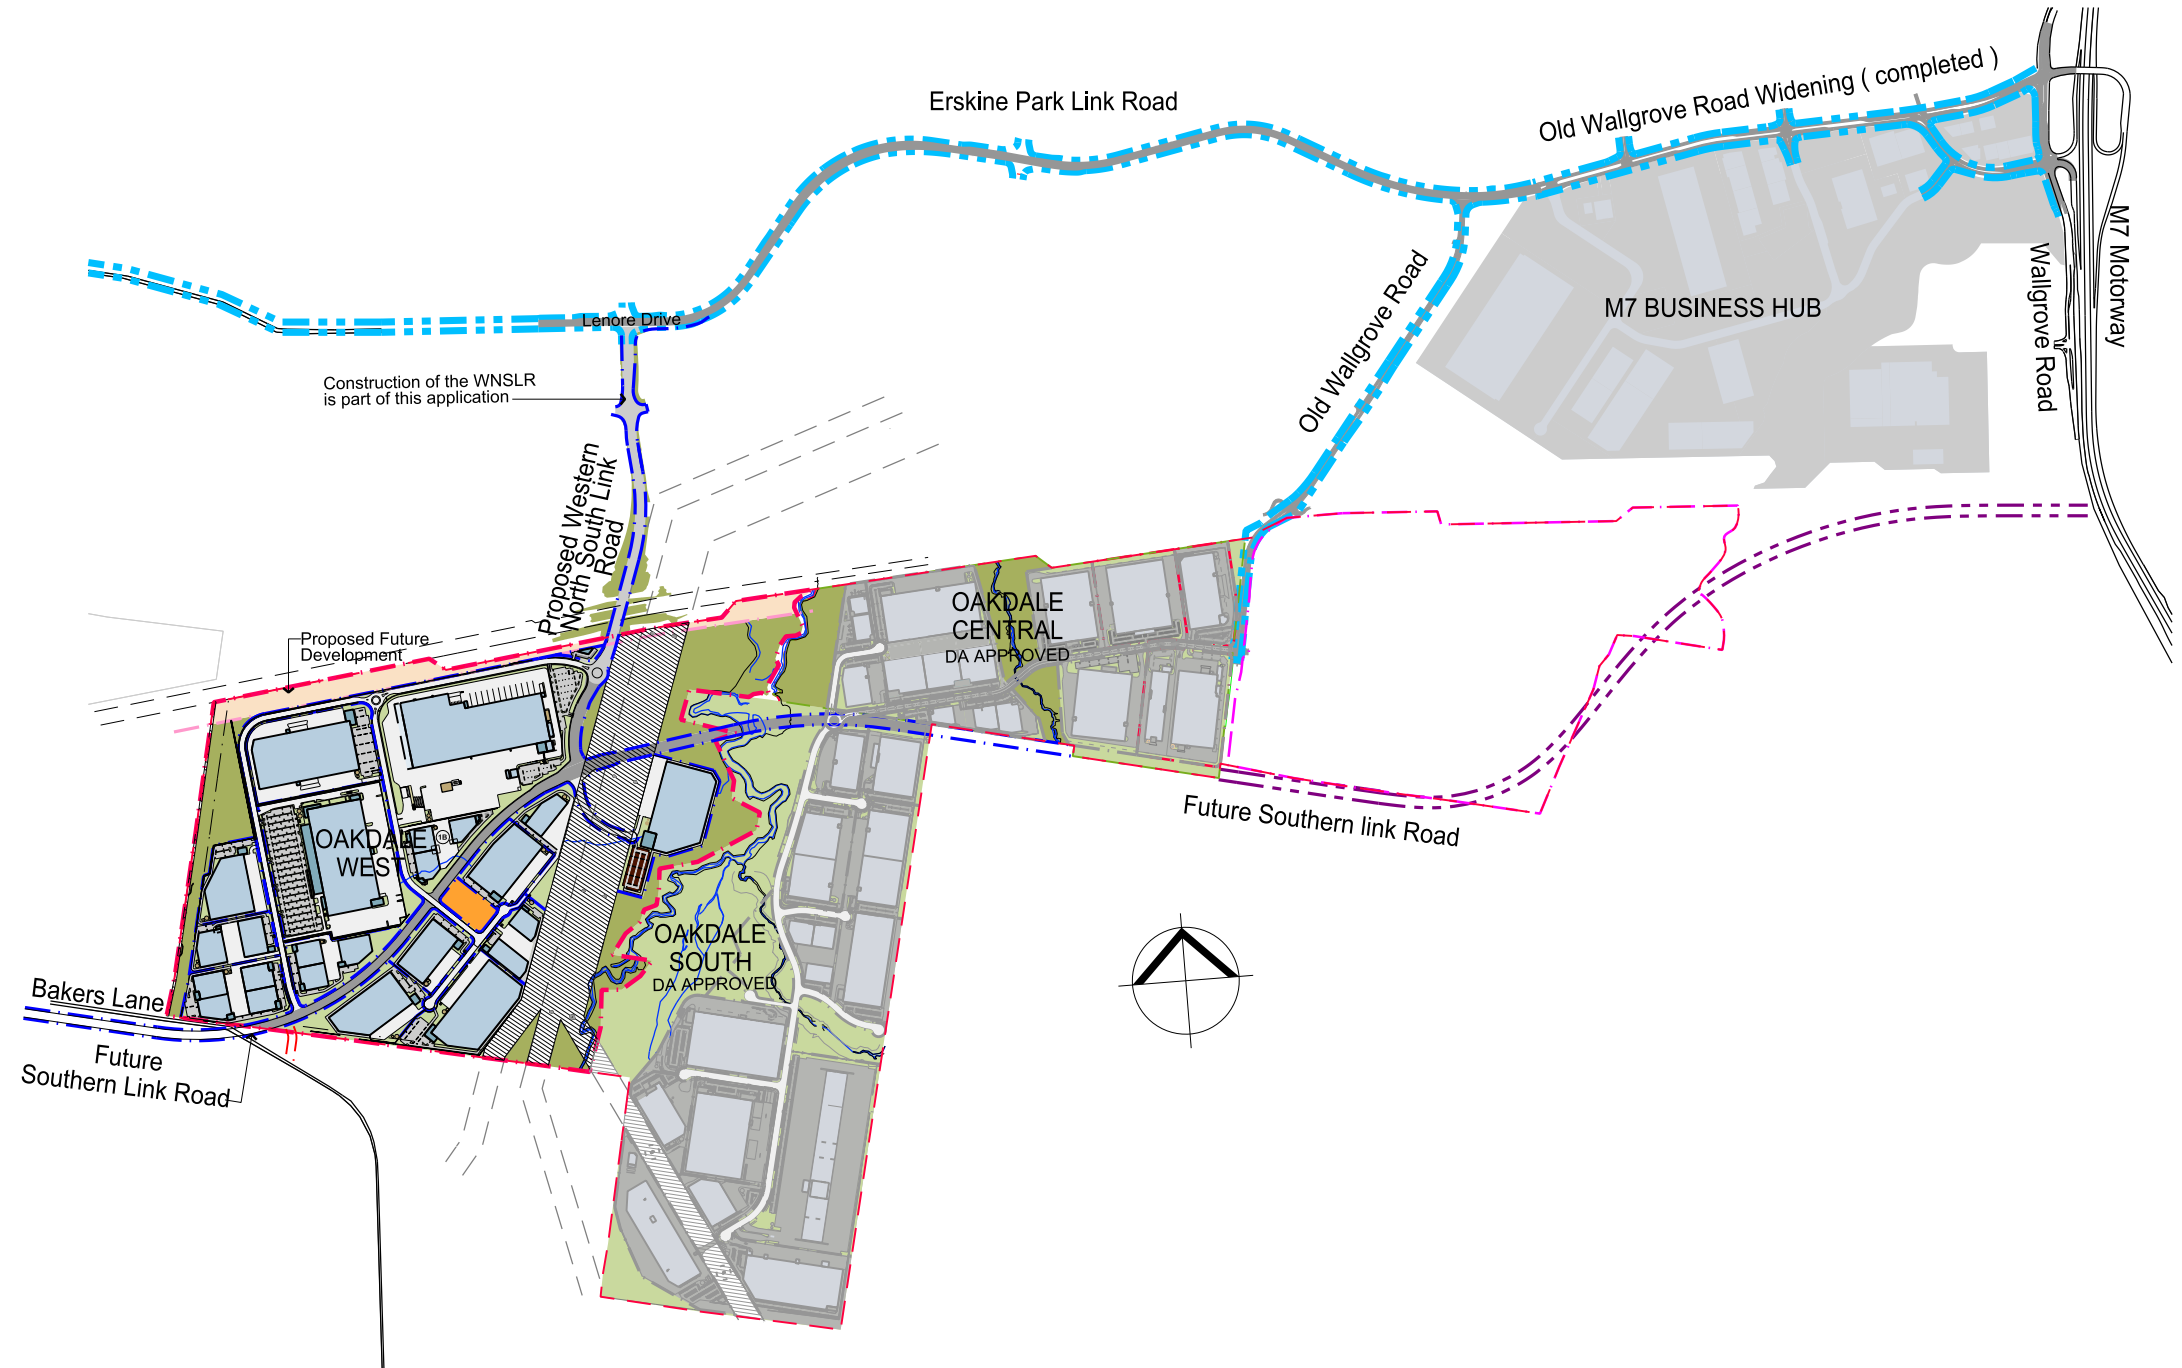 Erskine Park Link Road
Old Wallgrove Road Widening ( completed )
M7 Motorway
Wallgrove Road
M7 BUSINESS HUB
Old Wallgrove Road
Lenore Drive
Construction of the WNSLR
is part of this application
Proposed Western
North South Link
Road
Proposed Future
Development
OAKDALE
CENTRAL
DA APPROVED
OAKDALE
WEST
1B
Future Southern link Road
OAKDALE
SOUTH
DA APPROVED
Bakers Lane
Future
Southern Link Road